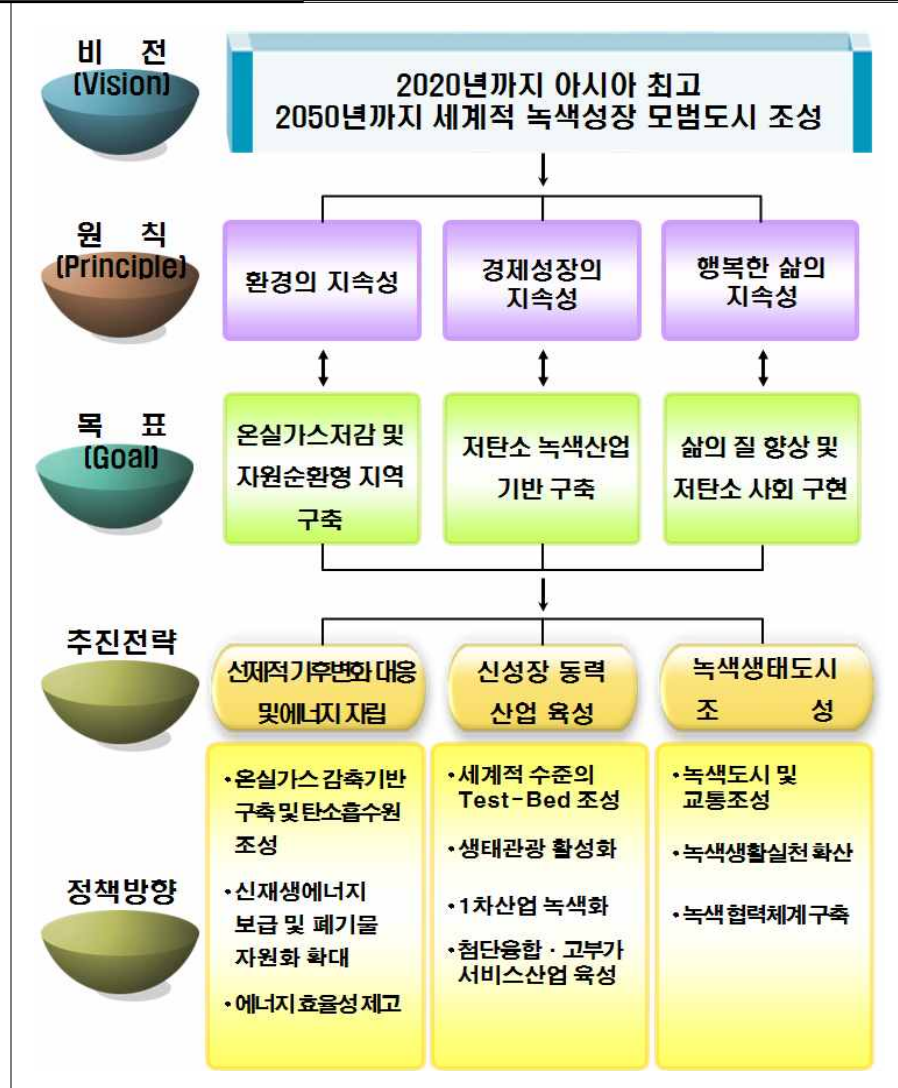 비 전
(Vision)
2020년까지 아시아 최고
2050년까지 세계적 녹색성장 모범도시 조성
원 칙
(Principle)
환경의 지속성
경제성장의
지속성
행복한 삶의
지속성
목 표
(Goal)
온실가스저감 및
자원순환형 지역
구축
저탄소 녹색산업
기반 구축
삶의 질 향상 및
저탄소 사회 구현
추진전략
선제적 기후변화 대응
및 에너지 자립
신성장 동력
산업 육성
녹색생태도시
조 성
정책방향
•온실가스 감축기반
구축 및 탄소흡수원
조성
•신재생에너지
보급 및 폐기물
자원화 확대
•에너지 효율성 제고
•세계적 수준의
Test-Bed 조성
•생태관광 활성화
•1차산업 녹색화
•첨단융합·고부가
서비스산업 육성
•녹색도시 및
교통조성
•녹색생활실천 확산
•녹색 협력체계 구축